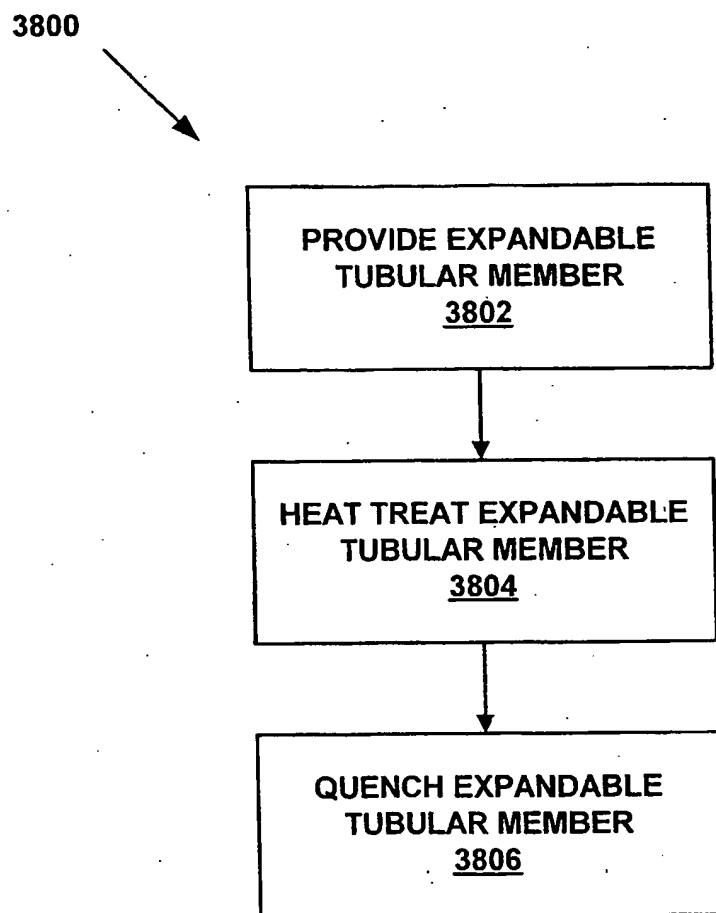 3800
PROVIDE EXPANDABLE
TUBULAR MEMBER
3802
HEAT TREAT EXPANDABLE
TUBULAR MEMBER
3804
QUENCH EXPANDABLE
TUBULAR MEMBER
3806